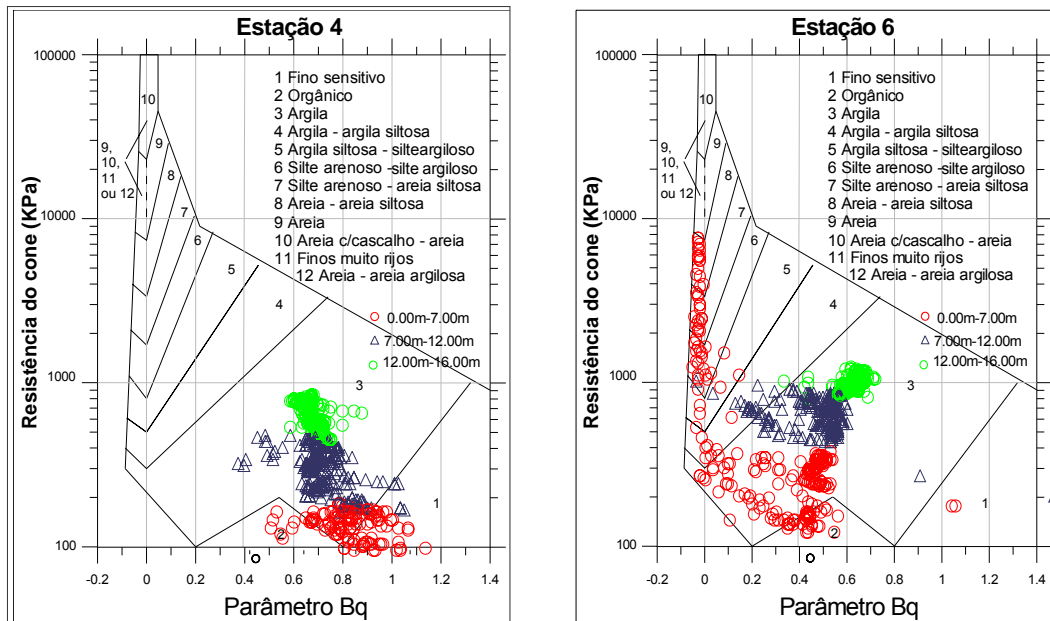 Estação 4
Resistência do cone (KPa)
100000
10000
1000
100
1 Fino sensitivo
2 Orgânico
3 Argila
4 Argila - argila siltosa
5 Argila siltosa - silteargiloso
6 Silte arenoso -silte argiloso
7 Silte arenoso - areia siltosa
8 Areia - areia siltosa
9 Areia
10 Areia c/cascalho - areia
11 Finos muito rijos
12 Areia - areia argilosa
0.00m-7.00m
7.00m-12.00m
12.00m-16.00m
10
9
8
7
6
5
4
3
2
1
9,
10,
11
ou 12
-0.2 0 0.2 0.4 0.6 0.8 1 1.2 1.4
Parâmetro Bq
Estação 6
Resistência do cone (KPa)
100000
10000
1000
100
1 Fino sensitivo
2 Orgânico
3 Argila
4 Argila - argila siltosa
5 Argila siltosa - silteargiloso
6 Silte arenoso -silte argiloso
7 Silte arenoso - areia siltosa
8 Areia - areia siltosa
9 Areia
10 Areia c/cascalho - areia
11 Finos muito rijos
12 Areia - areia argilosa
0.00m-7.00m
7.00m-12.00m
12.00m-16.00m
10
9
8
7
6
5
4
3
2
1
9,
10,
11
ou 12
-0.2 0 0.2 0.4 0.6 0.8 1 1.2 1.4
Parâmetro Bq